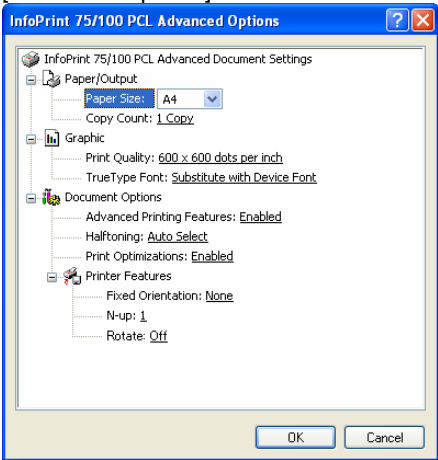 InfoPrint 75/100 PCL Advanced Options
InfoPrint 75/100 PCL Advanced Document Settings
Paper/Output
Paper Size: A4
Copy Count: 1 Copy
Graphic
Print Quality: 600 x 600 dots per inch
TrueType Font: Substitute with Device Font
Document Options
Advanced Printing Features: Enabled
Halftoning: Auto Select
Print Optimizations: Enabled
Printer Features
Fixed Orientation: None
N-up: 1
Rotate: Off
OK Cancel